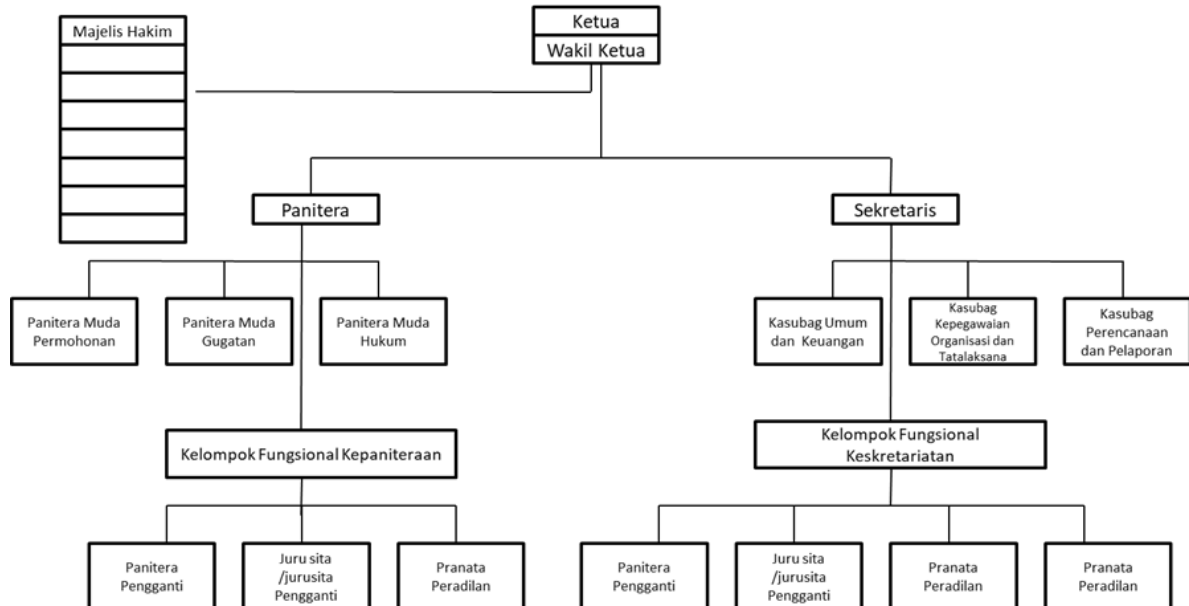 Majelis Hakim
Ketua
Wakil Ketua
Panitera
Sekretaris
Panitera Muda
Permohonan
Panitera Muda
Gugatan
Panitera Muda
Hukum
Kasubag Umum
dan Keuangan
Kasubag
Kepegawaian
Organisasi dan
Tatalaksana
Kasubag
Perencanaan
dan Pelaporan
Kelompok Fungsional Kepaniteraan
Kelompok Fungsional
Keskretariatan
Panitera
Pengganti
Juru sita
/jurusita
Pengganti
Pranata
Peradilan
Panitera
Pengganti
Juru sita
/jurusita
Pengganti
Pranata
Peradilan
Pranata
Peradilan